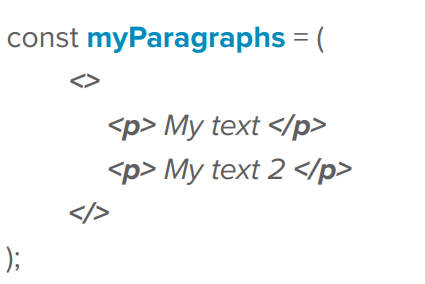 const myParagraphs = (
<>
<p> My text </p>
<p> My text 2 </p>
</>
);